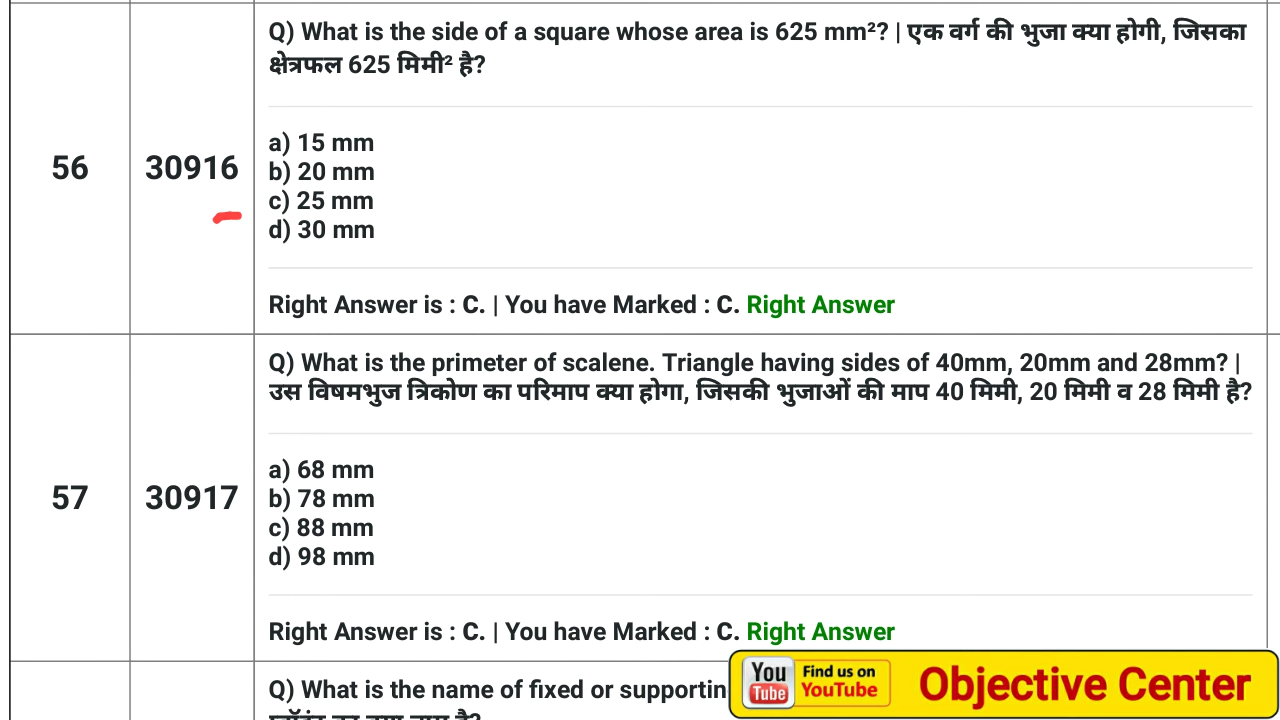 Q) What is the side of a square whose area is 625 mm²? | एक वर्ग की भुजा क्या होगी, जिसका
क्षेत्रफल 625 मिमी² है?
56
30916
a) 15 mm
b) 20 mm
c) 25 mm
d) 30 mm
Right Answer is : C. | You have Marked : C. Right Answer
Q) What is the primeter of scalene. Triangle having sides of 40mm, 20mm and 28mm? |
उस विषमभुज त्रिकोण का परिमाप क्या होगा, जिसकी भुजाओं की माप 40 मिमी, 20 मिमी व 28 मिमी है?
57
30917
a) 68 mm
b) 78 mm
c) 88 mm
d) 98 mm
Right Answer is : C. | You have Marked : C. Right Answer
Q) What is the name of fixed or supportin
You Tube
Find us on
YouTube
Objective Center